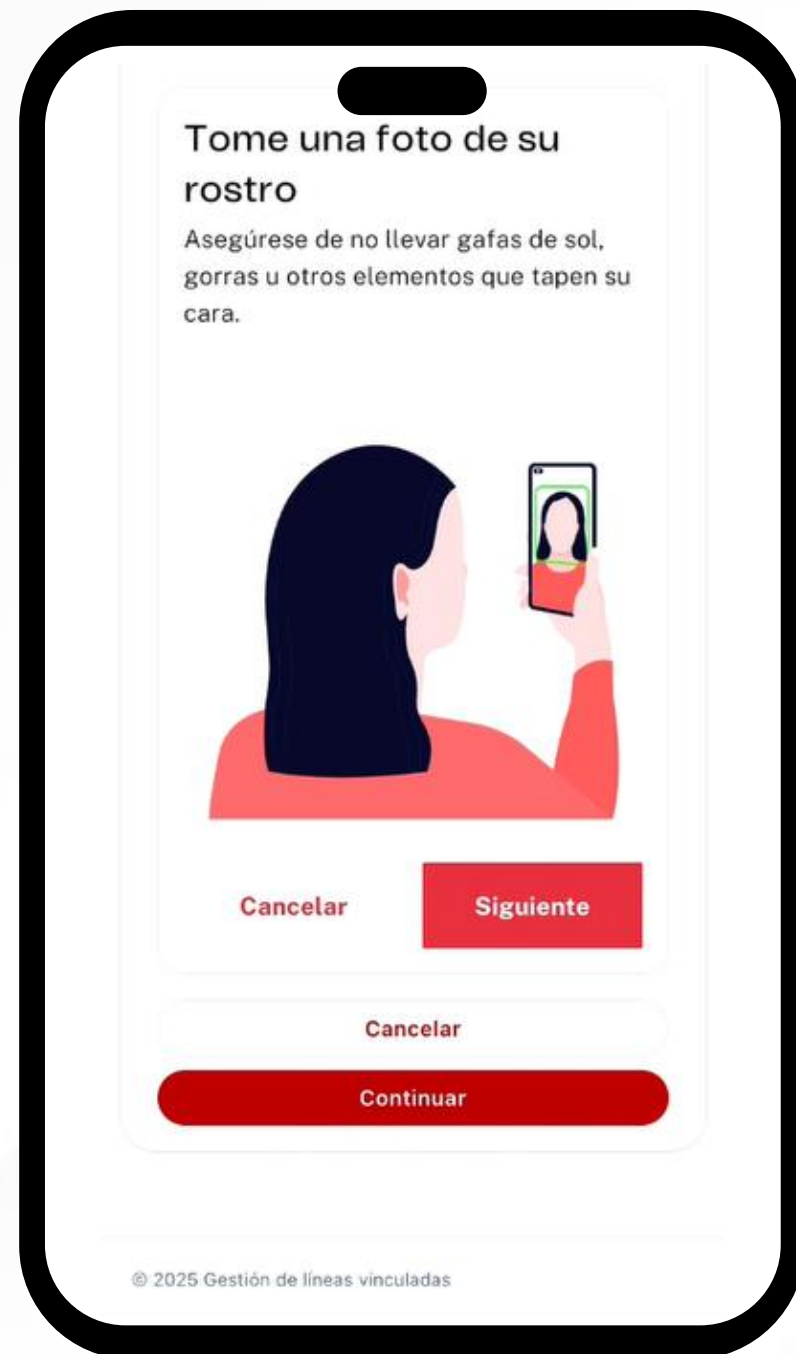 Tome una foto de su
rostro
Asegúrese de no llevar gafas de sol,
gorras u otros elementos que tapen su
cara.
Cancelar
Siguiente
Cancelar
Continuar
© 2025 Gestión de líneas vinculadas